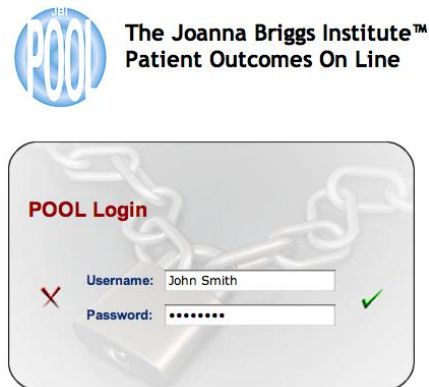 JBI
POOL
The Joanna Briggs Institute™
Patient Outcomes On Line
POOL Login
Username: John Smith
Password: ••••••••